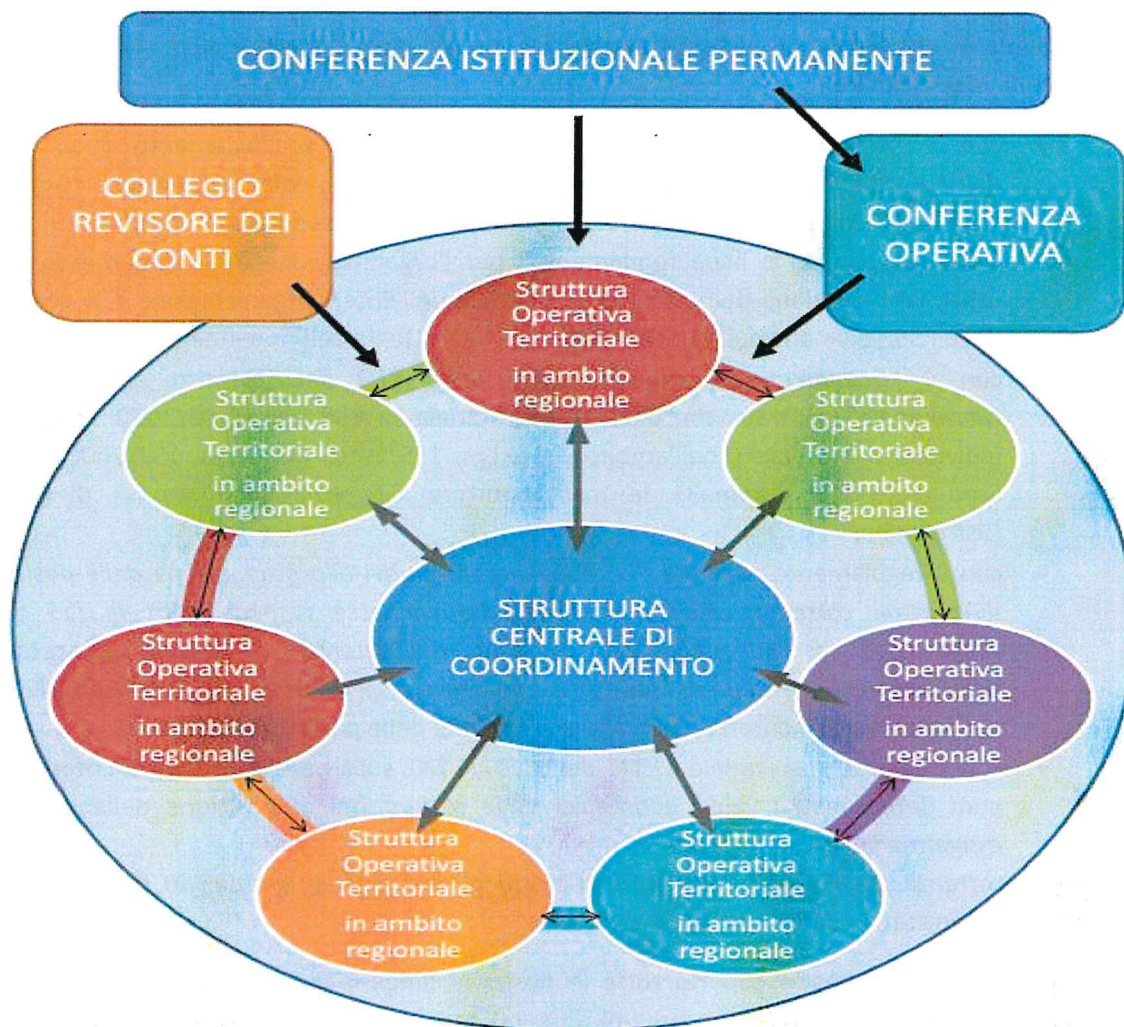 CONFERENZA ISTITUZIONALE PERMANENTE
COLLEGIO
REVISORE DEI
CONTI
CONFERENZA
OPERATIVA
Struttura
Operativa
Territoriale
in ambito
regionale
Struttura
Operativa
Territoriale
in ambito
regionale
Struttura
Operativa
Territoriale
in ambito
regionale
STRUTTURA
CENTRALE DI
COORDINAMENTO
Struttura
Operativa
Territoriale
in ambito
regionale
Struttura
Operativa
Territoriale
in ambito
regionale
Struttura
Operativa
Territoriale
in ambito
regionale
Struttura
Operativa
Territoriale
in ambito
regionale